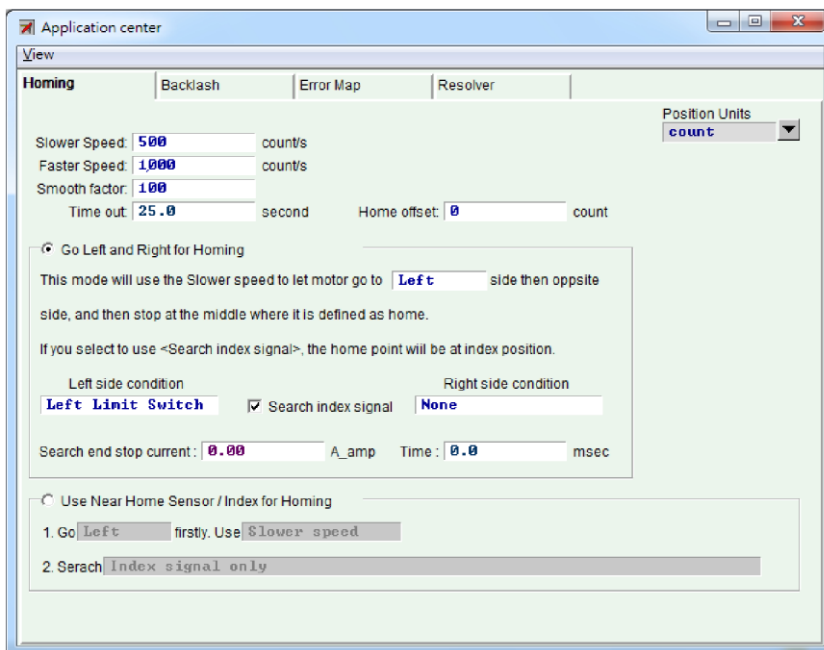 Application center
View
Homing Backlash Error Map Resolver
Position Units
count
Slower Speed: 500 count/s
Faster Speed: 1,000 count/s
Smooth factor: 100
Time out: 25.0 second Home offset: 0 count
Go Left and Right for Homing
This mode will use the Slower speed to let motor go to Left side then oppsite
side, and then stop at the middle where it is defined as home.
If you select to use <Search index signal>, the home point wiil be at index position.
Left side condition Right side condition
Left Limit Switch Search index signal None
Search end stop current : 0.00 A_amp Time : 0.0 msec
Use Near Home Sensor / Index for Homing
1. Go Left firstly. Use Slower speed
2. Serach Index signal only